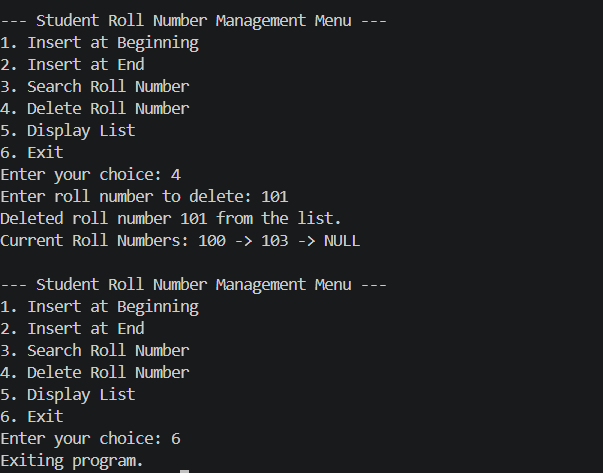 --- Student Roll Number Management Menu ---
1. Insert at Beginning
2. Insert at End
3. Search Roll Number
4. Delete Roll Number
5. Display List
6. Exit
Enter your choice: 4
Enter roll number to delete: 101
Deleted roll number 101 from the list.
Current Roll Numbers: 100 -> 103 -> NULL

--- Student Roll Number Management Menu ---
1. Insert at Beginning
2. Insert at End
3. Search Roll Number
4. Delete Roll Number
5. Display List
6. Exit
Enter your choice: 6
Exiting program.